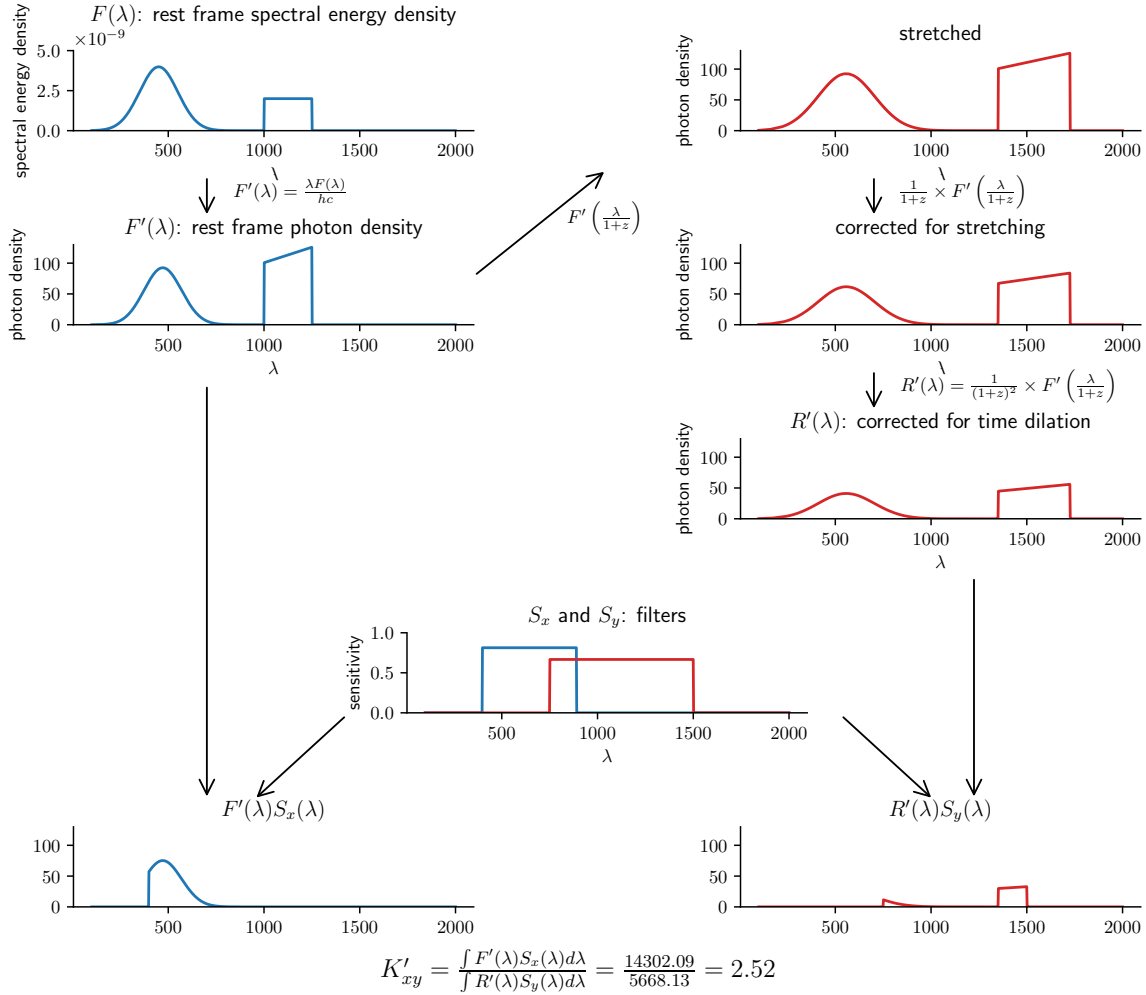 F(λ): rest frame spectral energy density
×10⁻⁹
spectral energy density
5.0
2.5
0.0
500 1000 1500 2000
λ
F′(λ) = λF(λ)/hc
F′(λ): rest frame photon density
photon density
100
50
0
500 1000 1500 2000
λ
F′(λ/(1+z))
stretched
photon density
100
50
0
500 1000 1500 2000
λ
1/(1+z) × F′(λ/(1+z))
corrected for stretching
photon density
100
50
0
500 1000 1500 2000
λ
R′(λ) = 1/(1+z)² × F′(λ/(1+z))
R′(λ): corrected for time dilation
photon density
100
50
0
500 1000 1500 2000
λ
Sₓ and S_y: filters
sensitivity
1.0
0.5
0.0
500 1000 1500 2000
λ
F′(λ)Sₓ(λ)
100
50
0
500 1000 1500 2000
R′(λ)S_y(λ)
100
50
0
500 1000 1500 2000
K′_xy = ∫ F′(λ)Sₓ(λ)dλ / ∫ R′(λ)S_y(λ)dλ = 14302.09/5668.13 = 2.52